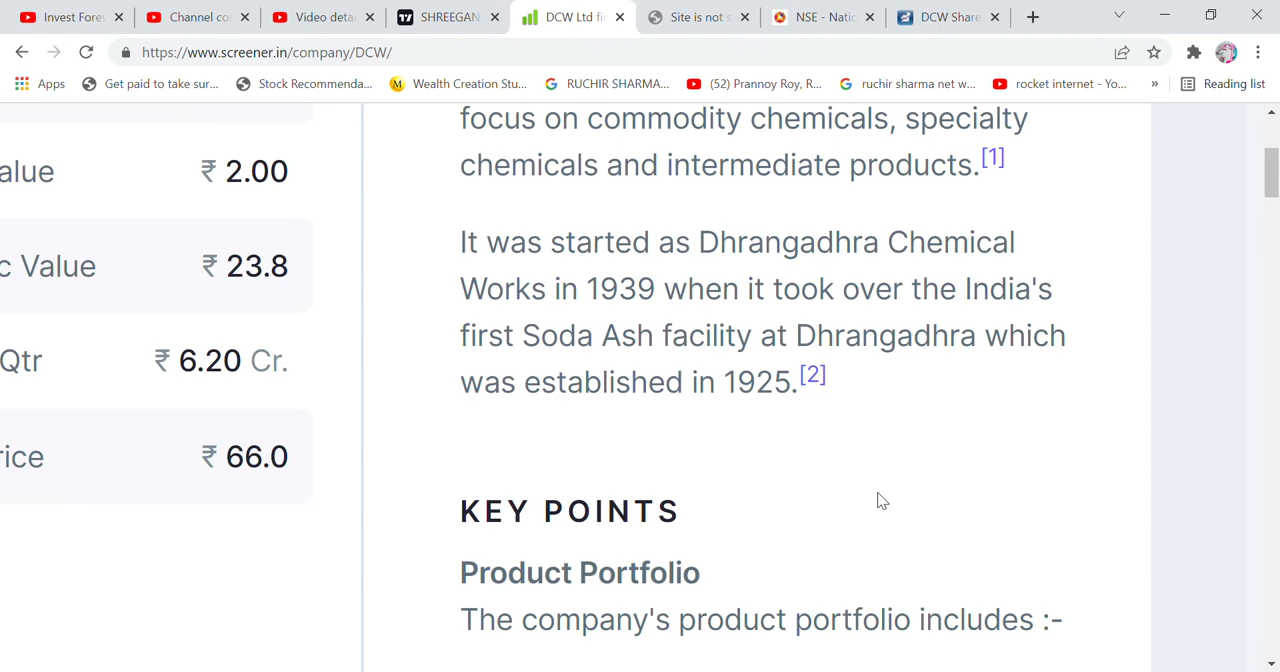 Invest Fore
Channel co
Video deta
SHREEGAN
DCW Ltd fi
Site is not s
NSE - Natio
DCW Share
https://www.screener.in/company/DCW/
Apps
Get paid to take sur...
Stock Recommenda...
Wealth Creation Stu...
RUCHIR SHARMA...
(52) Prannoy Roy, R...
ruchir sharma net w...
rocket internet - Yo...
»
Reading list
alue ₹ 2.00
c Value ₹ 23.8
Qtr ₹ 6.20 Cr.
rice ₹ 66.0
focus on commodity chemicals, specialty
chemicals and intermediate products.[1]
It was started as Dhrangadhra Chemical
Works in 1939 when it took over the India's
first Soda Ash facility at Dhrangadhra which
was established in 1925.[2]
KEY POINTS
Product Portfolio
The company's product portfolio includes :-